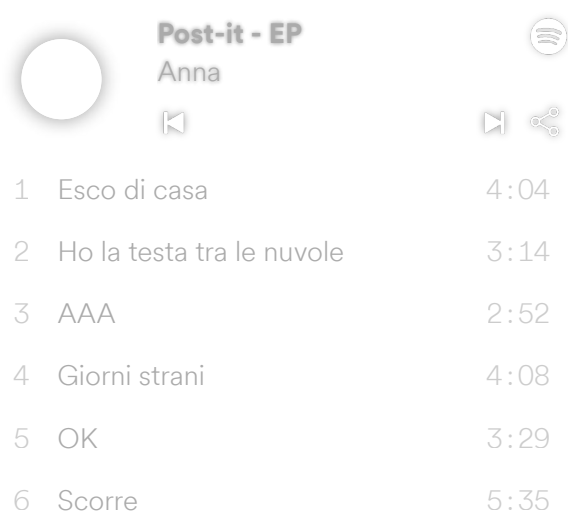 Post-it - EP
Anna
1 Esco di casa 4:04
2 Ho la testa tra le nuvole 3:14
3 AAA 2:52
4 Giorni strani 4:08
5 OK 3:29
6 Scorre 5:35